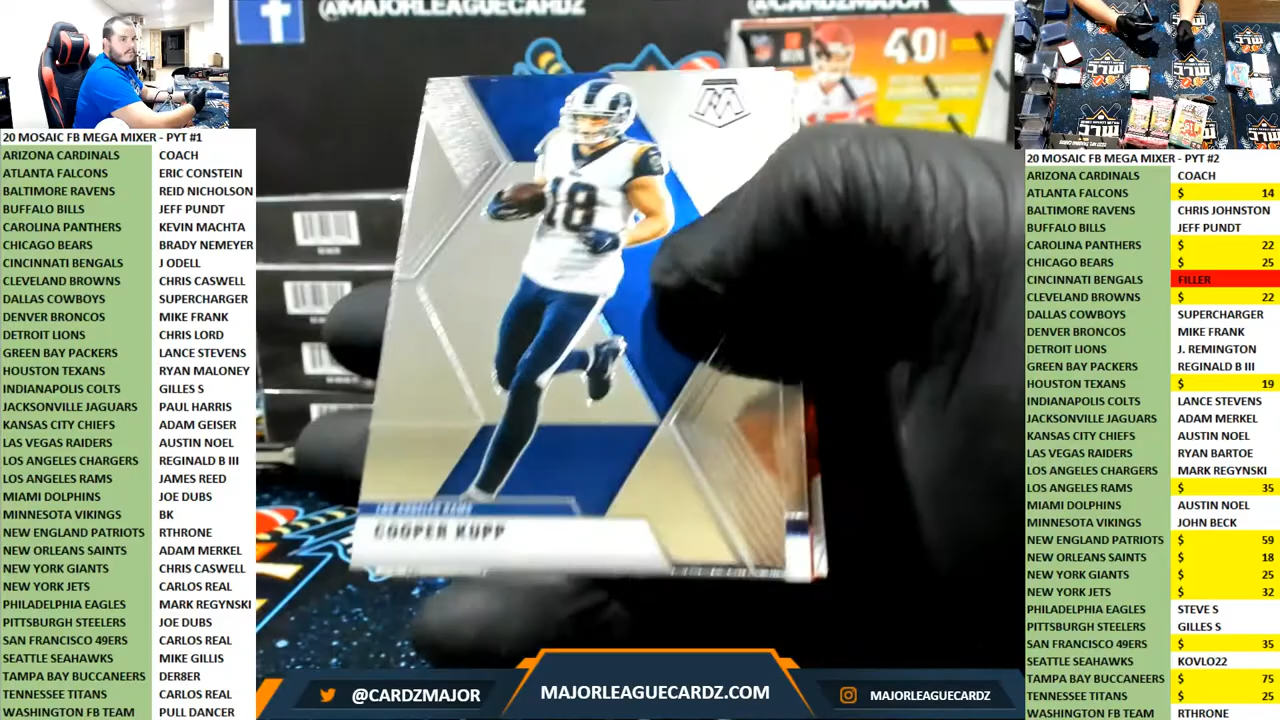 @MAJORLEAGUECARDZ
@CARDZMAJOR
40
18
COOPER KUPP
LOS ANGELES RAMS
20 MOSAIC FB MEGA MIXER - PYT #1
ARIZONA CARDINALS COACH
ATLANTA FALCONS ERIC CONSTEIN
BALTIMORE RAVENS REID NICHOLSON
BUFFALO BILLS JEFF PUNDT
CAROLINA PANTHERS KEVIN MACHTA
CHICAGO BEARS BRADY NEMEYER
CINCINNATI BENGALS J ODELL
CLEVELAND BROWNS CHRIS CASWELL
DALLAS COWBOYS SUPERCHARGER
DENVER BRONCOS MIKE FRANK
DETROIT LIONS CHRIS LORD
GREEN BAY PACKERS LANCE STEVENS
HOUSTON TEXANS RYAN MALONEY
INDIANAPOLIS COLTS GILLES S
JACKSONVILLE JAGUARS PAUL HARRIS
KANSAS CITY CHIEFS ADAM GEISER
LAS VEGAS RAIDERS AUSTIN NOEL
LOS ANGELES CHARGERS REGINALD B III
LOS ANGELES RAMS JAMES REED
MIAMI DOLPHINS JOE DUBS
MINNESOTA VIKINGS BK
NEW ENGLAND PATRIOTS RTHRONE
NEW ORLEANS SAINTS ADAM MERKEL
NEW YORK GIANTS CHRIS CASWELL
NEW YORK JETS CARLOS REAL
PHILADELPHIA EAGLES MARK REGYNSKI
PITTSBURGH STEELERS JOE DUBS
SAN FRANCISCO 49ERS CARLOS REAL
SEATTLE SEAHAWKS MIKE GILLIS
TAMPA BAY BUCCANEERS DER8ER
TENNESSEE TITANS CARLOS REAL
WASHINGTON FB TEAM PULL DANCER
20 MOSAIC FB MEGA MIXER - PYT #2
ARIZONA CARDINALS COACH
ATLANTA FALCONS $ 14
BALTIMORE RAVENS CHRIS JOHNSTON
BUFFALO BILLS JEFF PUNDT
CAROLINA PANTHERS $ 22
CHICAGO BEARS $ 25
CINCINNATI BENGALS FILLER
CLEVELAND BROWNS $ 22
DALLAS COWBOYS SUPERCHARGER
DENVER BRONCOS MIKE FRANK
DETROIT LIONS J. REMINGTON
GREEN BAY PACKERS REGINALD B III
HOUSTON TEXANS $ 19
INDIANAPOLIS COLTS LANCE STEVENS
JACKSONVILLE JAGUARS ADAM MERKEL
KANSAS CITY CHIEFS AUSTIN NOEL
LAS VEGAS RAIDERS RYAN BARTOE
LOS ANGELES CHARGERS MARK REGYNSKI
LOS ANGELES RAMS $ 35
MIAMI DOLPHINS AUSTIN NOEL
MINNESOTA VIKINGS JOHN BECK
NEW ENGLAND PATRIOTS $ 59
NEW ORLEANS SAINTS $ 18
NEW YORK GIANTS $ 25
NEW YORK JETS $ 32
PHILADELPHIA EAGLES STEVE S
PITTSBURGH STEELERS GILLES S
SAN FRANCISCO 49ERS $ 35
SEATTLE SEAHAWKS KOVLO22
TAMPA BAY BUCCANEERS $ 75
TENNESSEE TITANS $ 25
WASHINGTON FB TEAM RTHRONE
@CARDZMAJOR
MAJORLEAGUECARDZ.COM
MAJORLEAGUECARDZ